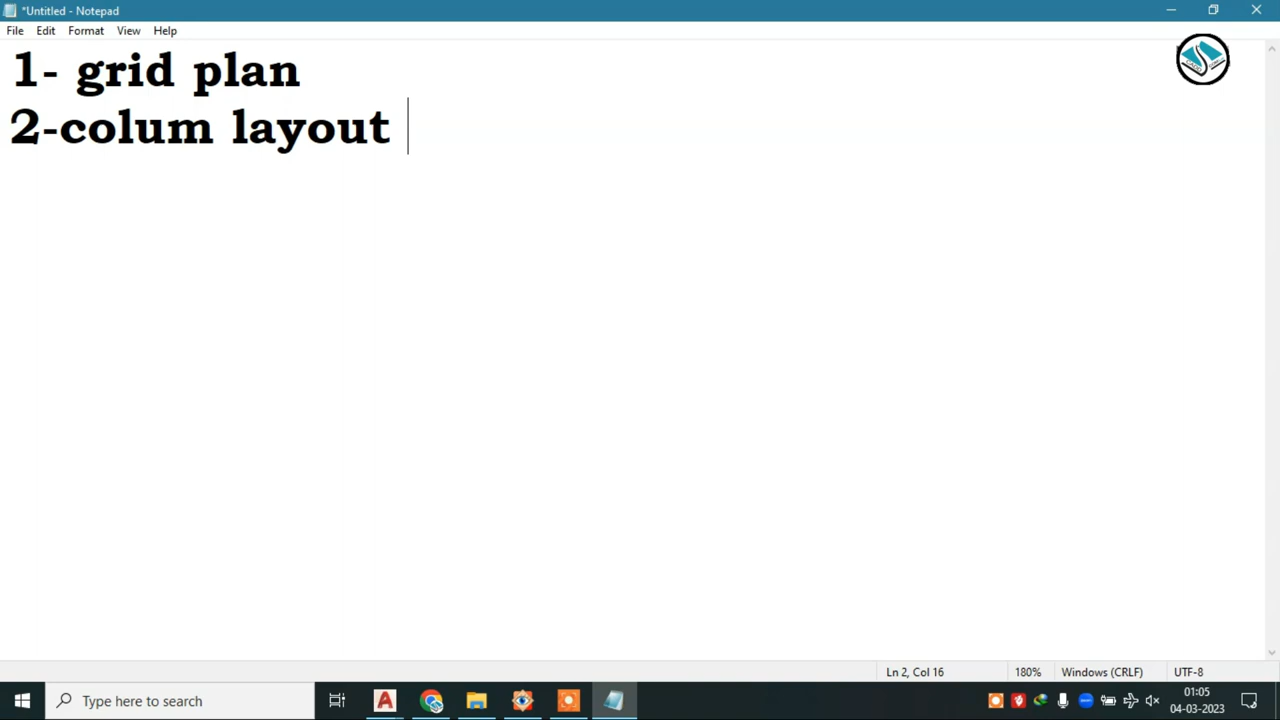 *Untitled - Notepad
File Edit Format View Help
1- grid plan
2-colum layout
Ln 2, Col 16 180% Windows (CRLF) UTF-8
Type here to search
01:05
04-03-2023